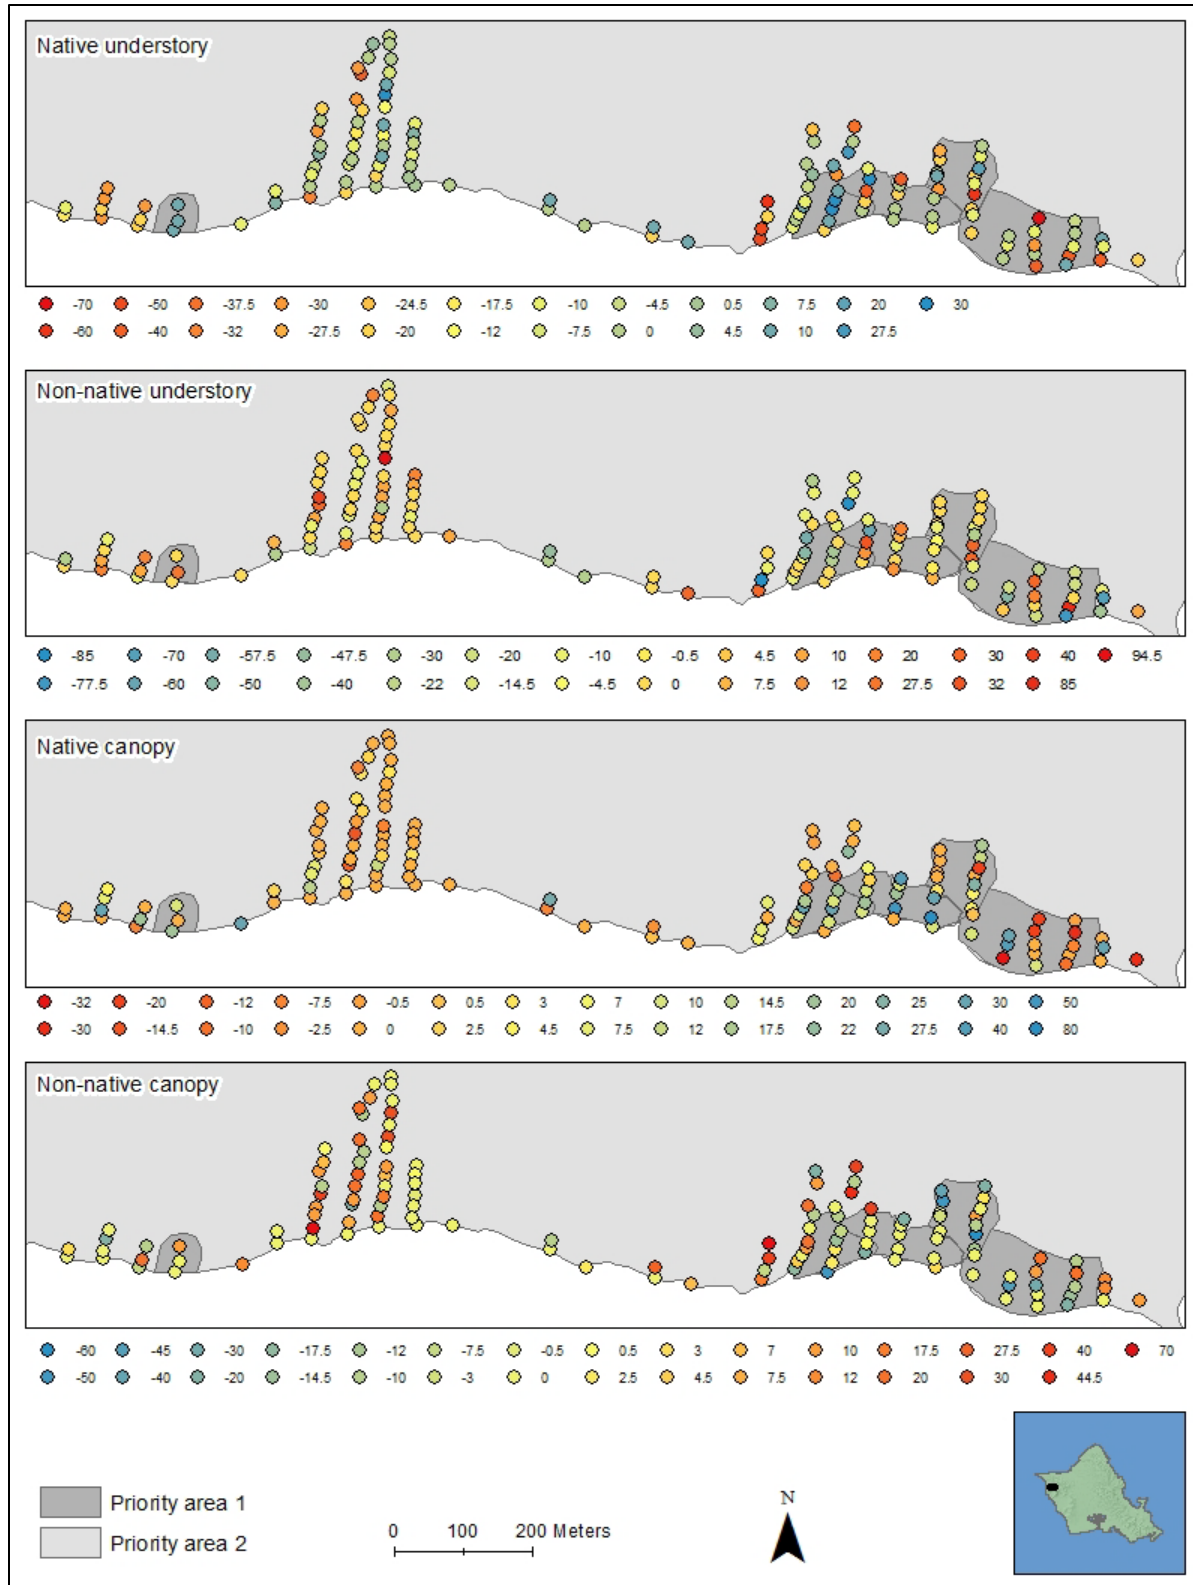 Native understory
-70 -50 -37.5 -30 -24.5 -17.5 -10 -4.5 0.5 7.5 20 30
-60 -40 -32 -27.5 -20 -12 -7.5 0 4.5 10 27.5
Non-native understory
-85 -70 -57.5 -47.5 -30 -20 -10 -0.5 4.5 10 20 30 40 94.5
-77.5 -60 -50 -40 -22 -14.5 -4.5 0 7.5 12 27.5 32 85
Native canopy
-32 -20 -12 -7.5 -0.5 0.5 3 7 10 14.5 20 25 30 50
-30 -14.5 -10 -2.5 0 2.5 4.5 7.5 12 17.5 22 27.5 40 80
Non-native canopy
-60 -45 -30 -17.5 -12 -7.5 -0.5 0.5 3 7 10 17.5 27.5 40 70
-50 -40 -20 -14.5 -10 -3 0 2.5 4.5 7.5 12 20 30 44.5
Priority area 1
Priority area 2
0 100 200 Meters
N